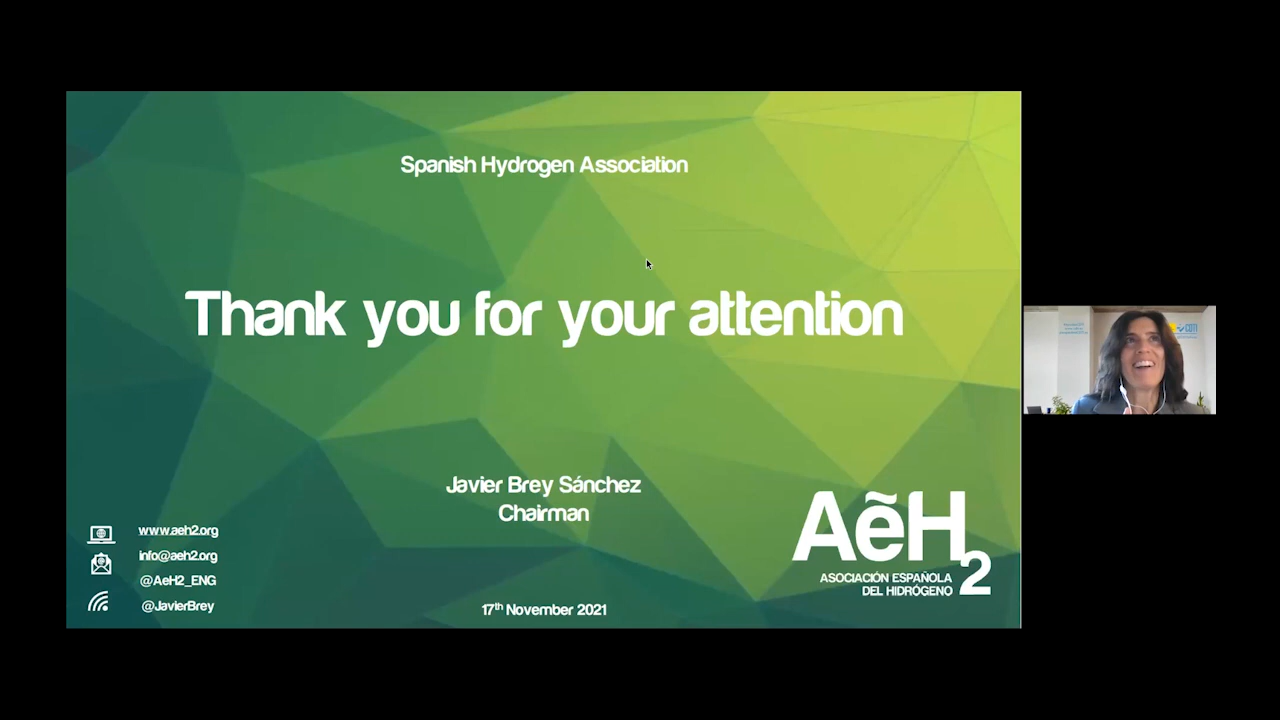 Spanish Hydrogen Association
Thank you for your attention
Javier Brey Sánchez
Chairman
www.aeh2.org
info@aeh2.org
@AeH2_ENG
@JavierBrey
17th November 2021
AẽH2
ASOCIACIÓN ESPAÑOLA
DEL HIDRÓGENO